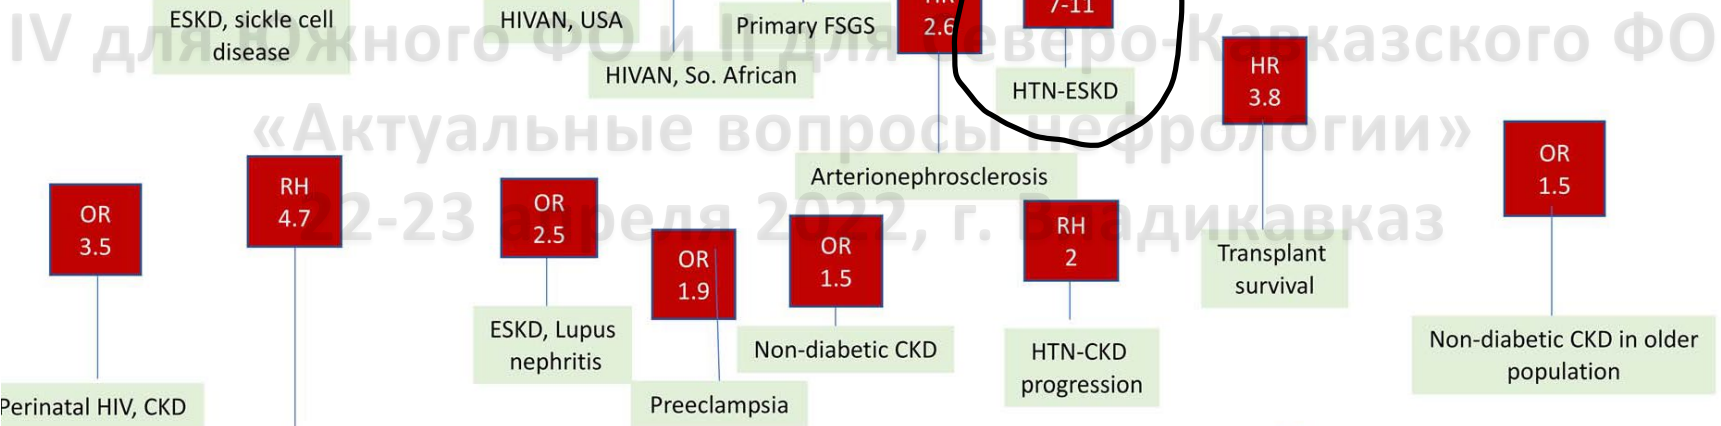 ESKD, sickle cell
disease
HIVAN, USA
Primary FSGS
HR
2.6
7-11
HIVAN, So. African
HTN-ESKD
HR
3.8
IV для Южного ФО и II для Северо-Кавказского ФО
«Актуальные вопросы нефрологии»
22-23 апреля 2022, г. Владикавказ
Arterionephrosclerosis
OR
1.5
RH
4.7
OR
3.5
OR
2.5
OR
1.9
OR
1.5
RH
2
Transplant
survival
ESKD, Lupus
nephritis
Non-diabetic CKD
HTN-CKD
progression
Non-diabetic CKD in older
population
Perinatal HIV, CKD
Preeclampsia